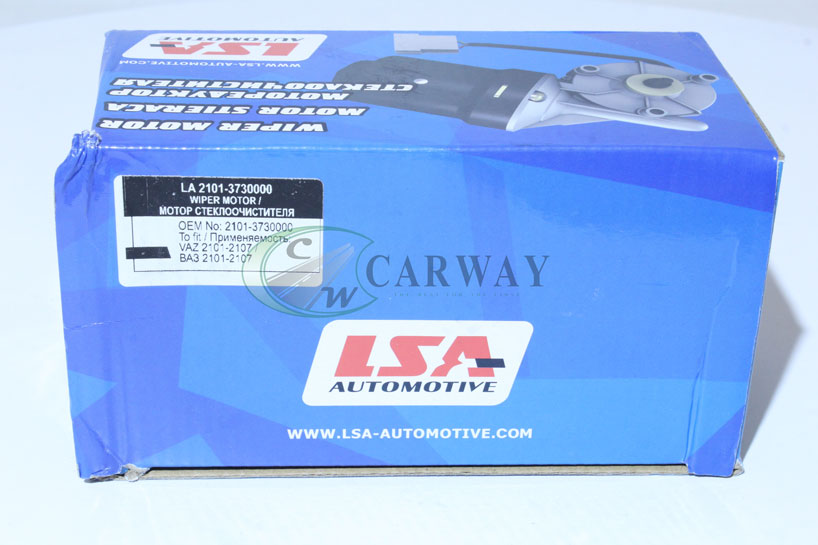 LSA
AUTOMOTIVE
WWW.LSA-AUTOMOTIVE.COM
WIPER MOTOR
MOTOR STIERACA
МОТОРЕДУКТОР
СТЕКЛООЧИСТИТЕЛЯ
LA 2101-3730000
WIPER MOTOR /
МОТОР СТЕКЛООЧИСТИТЕЛЯ
OEM No: 2101-3730000
To fit / Применяемость:
VAZ 2101-2107 /
ВАЗ 2101-2107
C W CARWAY
LSA
AUTOMOTIVE
WWW.LSA-AUTOMOTIVE.COM